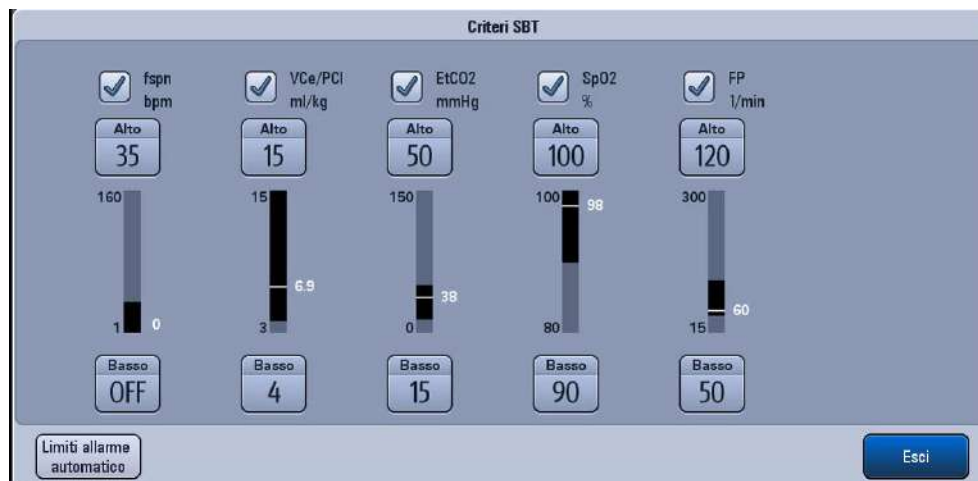 Criteri SBT
fspn
bpm
VCe/PCI
ml/kg
EtCO2
mmHg
SpO2
%
FP
1/min
Alto
35
Alto
15
Alto
50
Alto
100
Alto
120
160
1
0
15
6.9
3
150
38
0
100
98
80
300
60
15
Basso
OFF
Basso
4
Basso
15
Basso
90
Basso
50
Limiti allarme
automatico
Esci